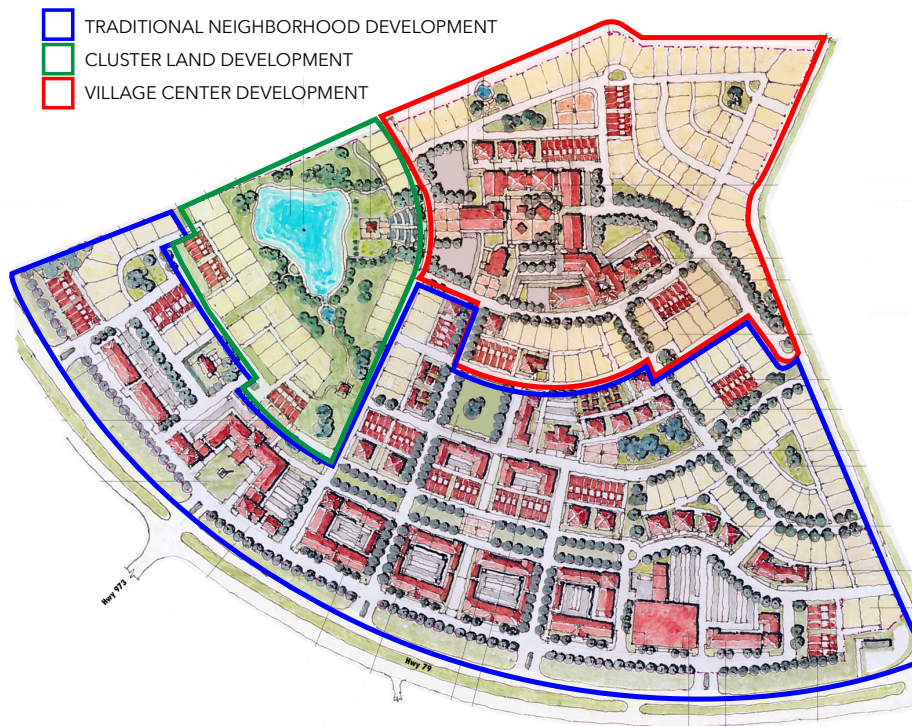 TRADITIONAL NEIGHBORHOOD DEVELOPMENT
CLUSTER LAND DEVELOPMENT
VILLAGE CENTER DEVELOPMENT
Hwy 973
Hwy 79